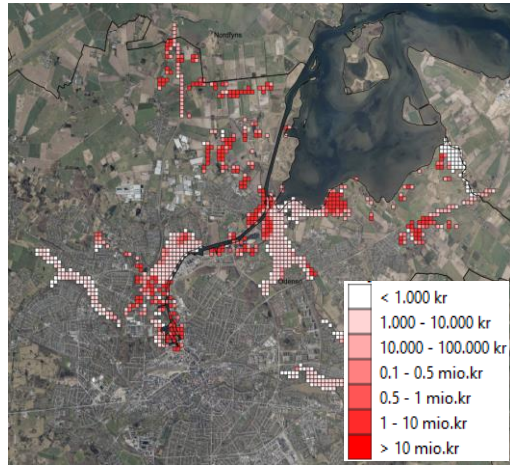 Nordfyns
Odense
< 1.000 kr
1.000 - 10.000 kr
10.000 - 100.000 kr
0.1 - 0.5 mio.kr
0.5 - 1 mio.kr
1 - 10 mio.kr
> 10 mio.kr